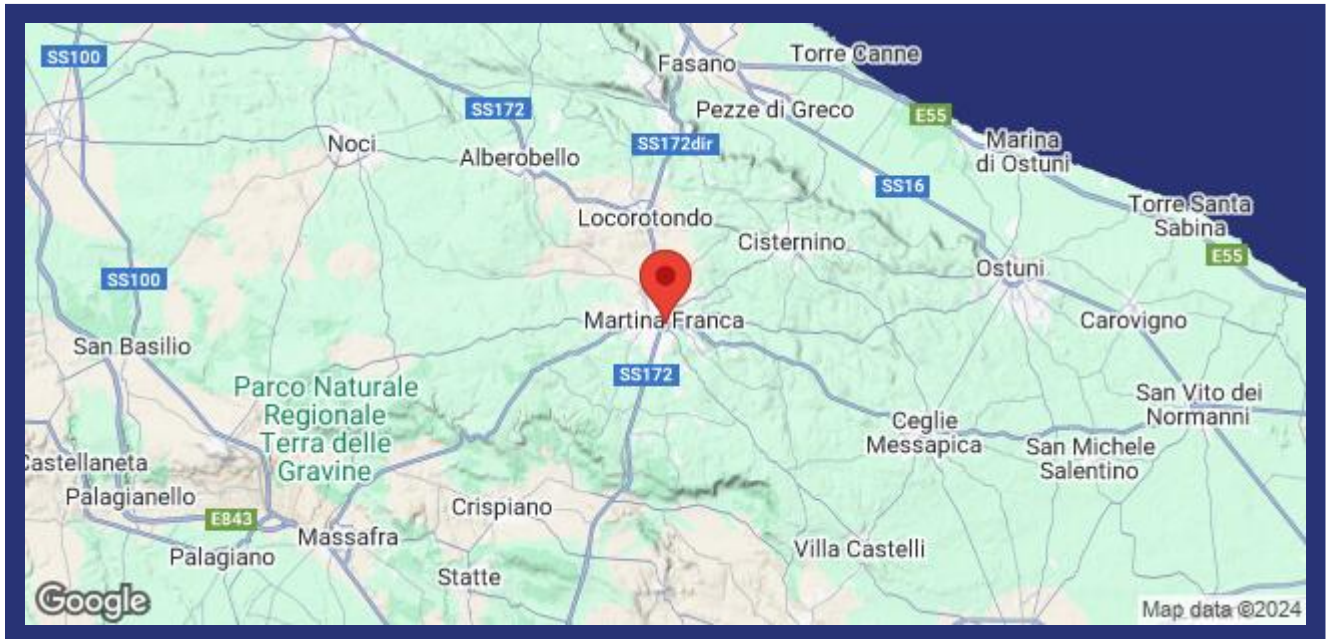 SS100
Fasano
Torre Canne
SS172
Pezze di Greco
E55
Noci
Alberobello
SS172dir
Marina
di Ostuni
SS16
Locorotondo
Torre Santa
Sabina
Cisternino
E55
SS100
Ostuni
Martina Franca
Carovigno
San Basilio
SS172
Parco Naturale
Regionale
Terra delle
Gravine
San Vito dei
Normanni
Ceglie
Messapica
San Michele
Salentino
Castellaneta
Palagianello
Crispiano
E843
Massafra
Palagiano
Villa Castelli
Statte
Google
Map data ©2024